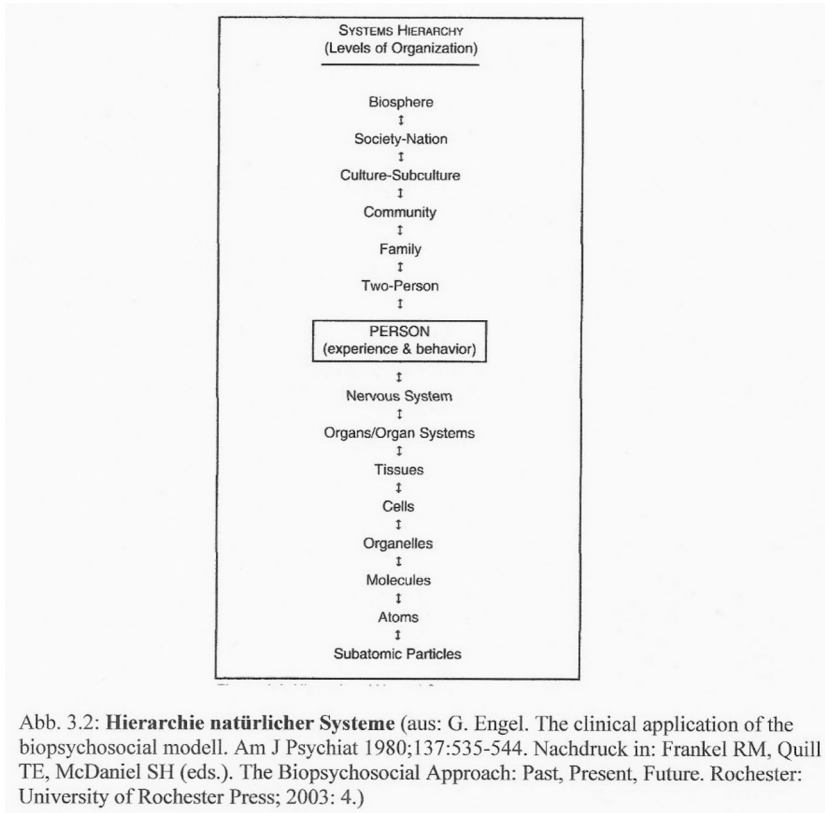 SYSTEMS HIERARCHY
(Levels of Organization)
Biosphere
↕
Society-Nation
↕
Culture-Subculture
↕
Community
↕
Family
↕
Two-Person
↕
PERSON
(experience & behavior)
↕
Nervous System
↕
Organs/Organ Systems
↕
Tissues
↕
Cells
↕
Organelles
↕
Molecules
↕
Atoms
↕
Subatomic Particles
Abb. 3.2: Hierarchie natürlicher Systeme (aus: G. Engel. The clinical application of the
biopsychosocial modell. Am J Psychiat 1980;137:535-544. Nachdruck in: Frankel RM, Quill
TE, McDaniel SH (eds.). The Biopsychosocial Approach: Past, Present, Future. Rochester:
University of Rochester Press; 2003: 4.)